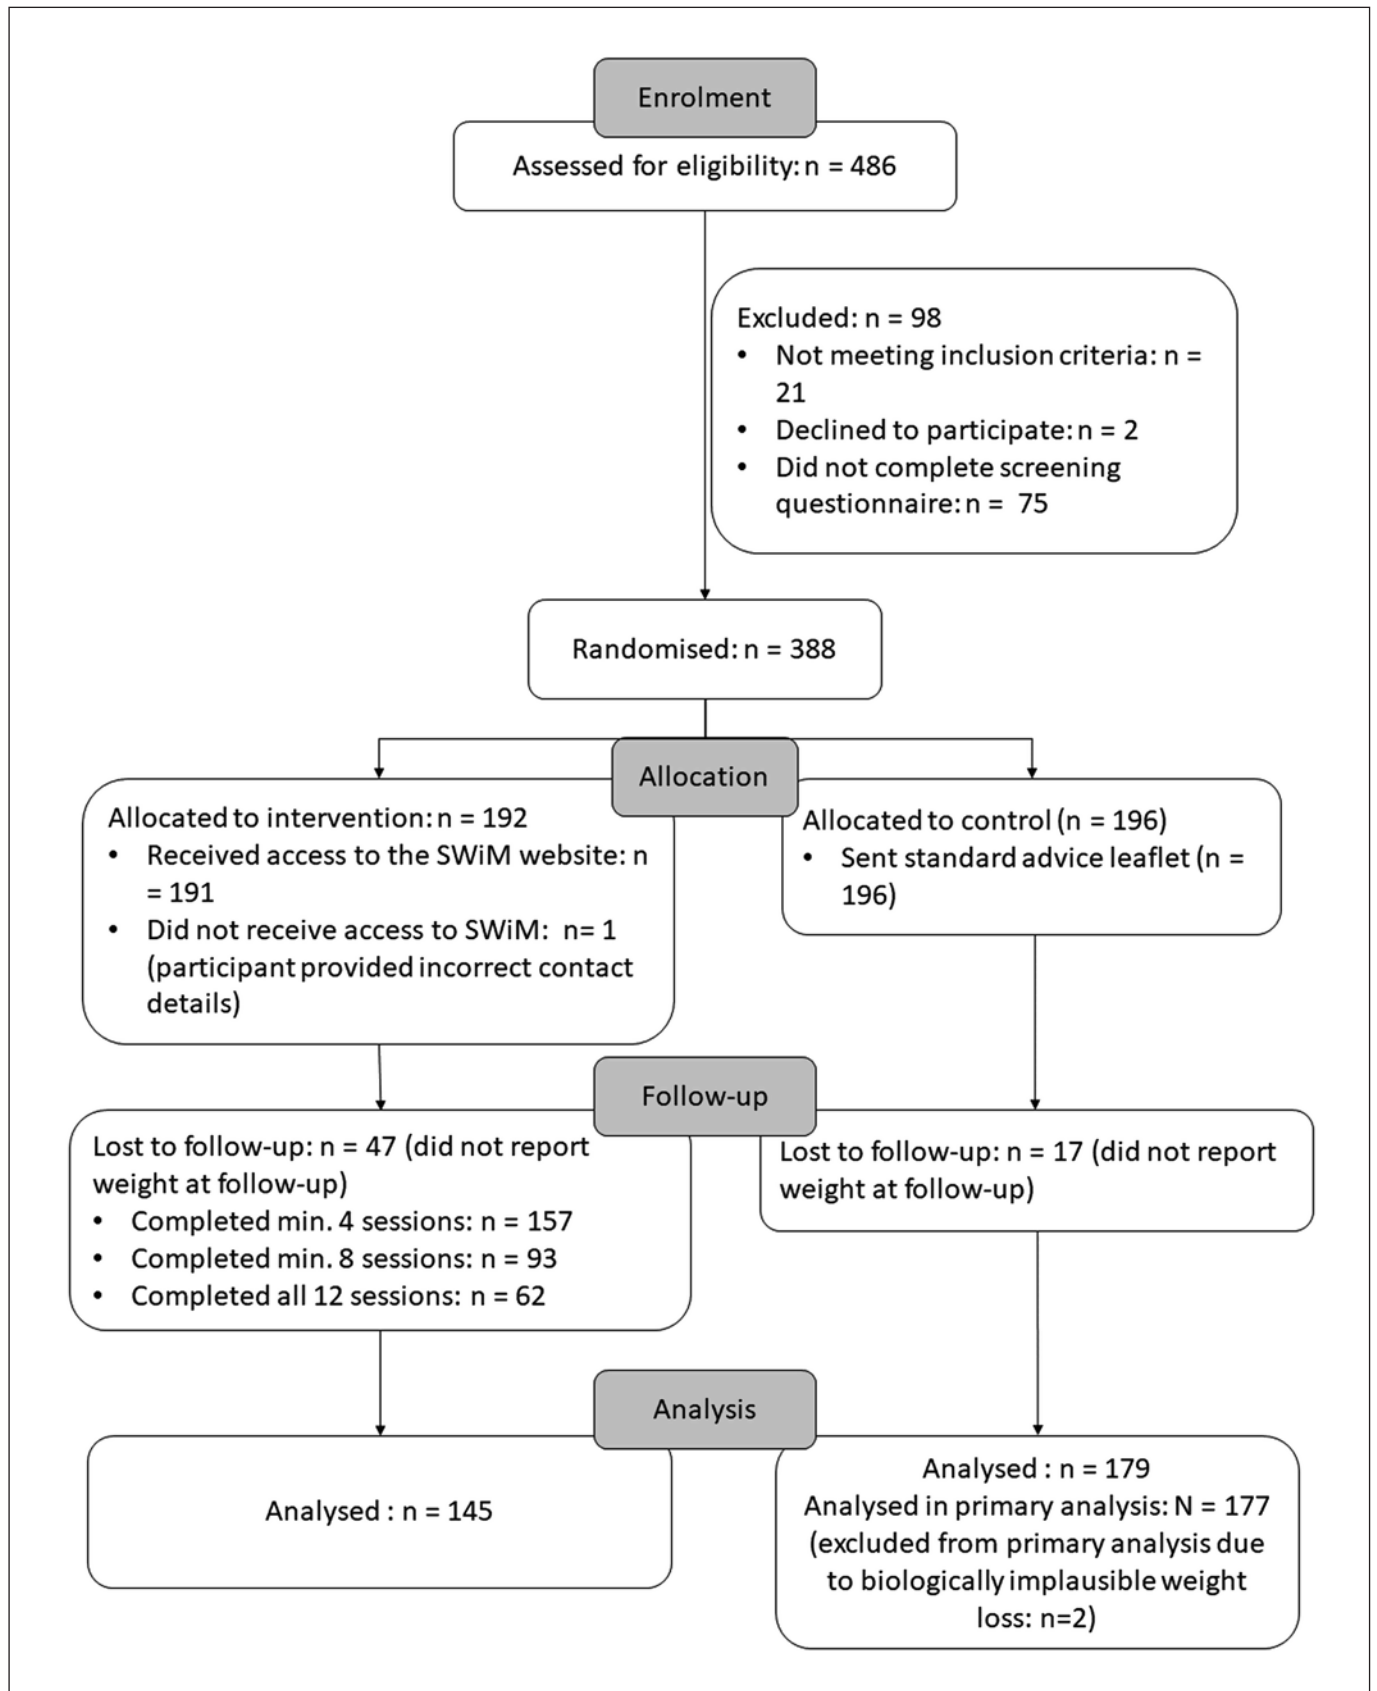 Enrolment
Assessed for eligibility: n = 486
Excluded: n = 98
• Not meeting inclusion criteria: n =
21
• Declined to participate: n = 2
• Did not complete screening
questionnaire: n = 75
Randomised: n = 388
Allocation
Allocated to intervention: n = 192
• Received access to the SWiM website: n
= 191
• Did not receive access to SWiM: n= 1
(participant provided incorrect contact
details)
Allocated to control (n = 196)
• Sent standard advice leaflet (n =
196)
Follow-up
Lost to follow-up: n = 47 (did not report
weight at follow-up)
• Completed min. 4 sessions: n = 157
• Completed min. 8 sessions: n = 93
• Completed all 12 sessions: n = 62
Lost to follow-up: n = 17 (did not report
weight at follow-up)
Analysis
Analysed : n = 145
Analysed : n = 179
Analysed in primary analysis: N = 177
(excluded from primary analysis due
to biologically implausible weight
loss: n=2)